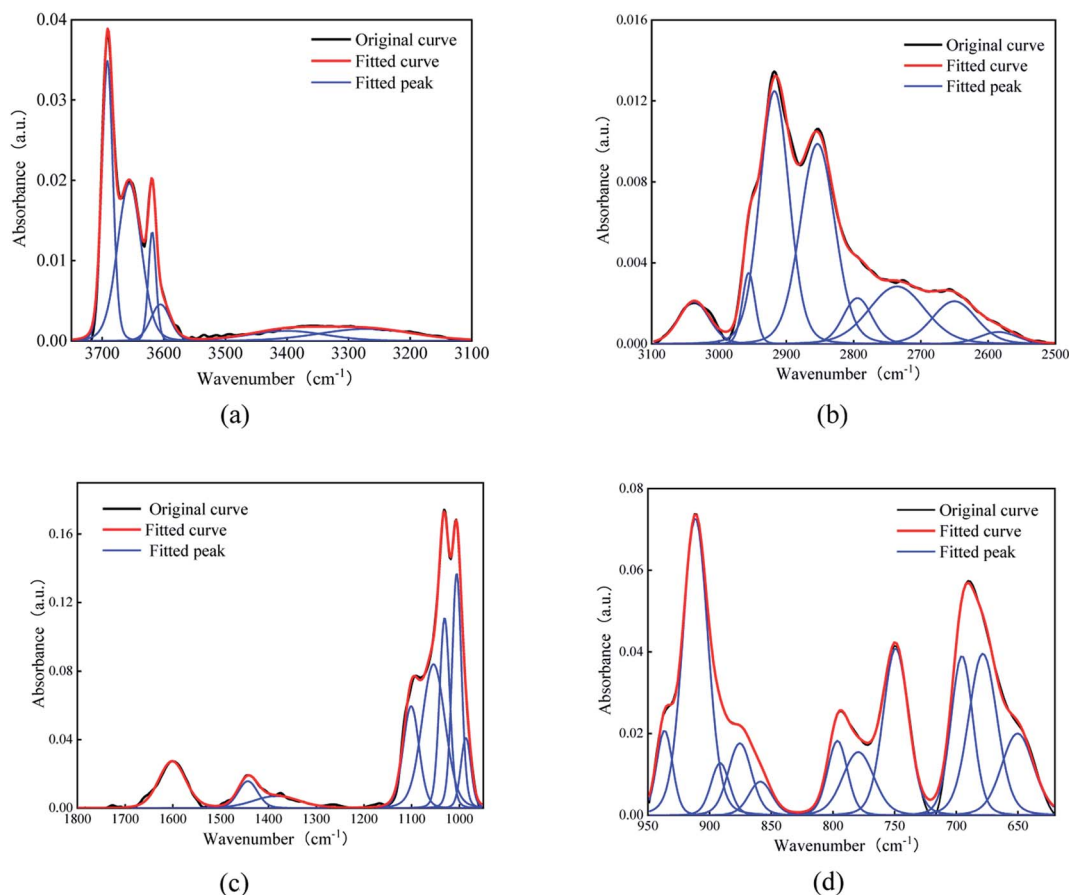 0.04
0.03
0.02
0.01
0.00
Absorbance (a.u.)
Original curve
Fitted curve
Fitted peak
3700 3600 3500 3400 3300 3200 3100
Wavenumber (cm-1)
(a)
0.016
0.012
0.008
0.004
0.000
Absorbance (a.u.)
Original curve
Fitted curve
Fitted peak
3100 3000 2900 2800 2700 2600 2500
Wavenumber (cm-1)
(b)
0.16
0.12
0.08
0.04
0.00
Absorbance (a.u.)
Original curve
Fitted curve
Fitted peak
1800 1700 1600 1500 1400 1300 1200 1100 1000
Wavenumber (cm-1)
(c)
0.08
0.06
0.04
0.02
0.00
Absorbance (a.u.)
Original curve
Fitted curve
Fitted peak
950 900 850 800 750 700 650
Wavenumber (cm-1)
(d)